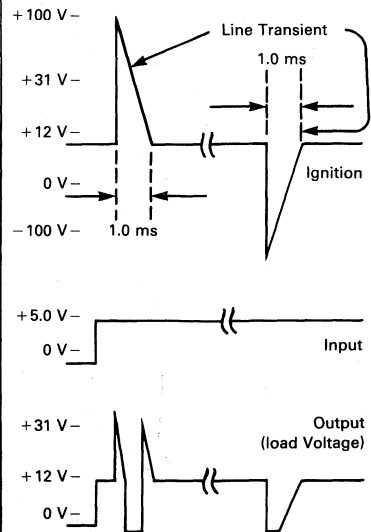 +100 V–
Line Transient
1.0 ms
+31 V–
+12 V–
Ignition
0 V–
–100 V–
1.0 ms
+5.0 V–
0 V–
Input
Output
(load Voltage)
+31 V–
+12 V–
0 V–